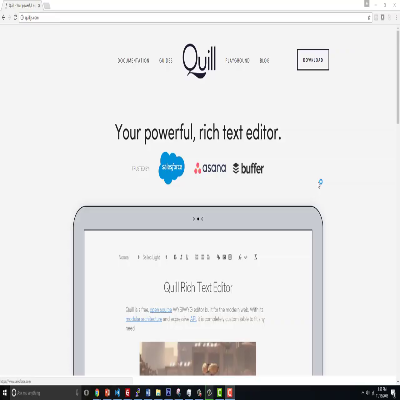 DOCUMENTATION GUIDES Quill PLAYGROUND BLOG DOWNLOAD
Your powerful, rich text editor.
salesforce asana buffer
Quill Rich Text Editor
Quill is a free, open source WYSIWYG editor built for the modern web. With its
modular architecture and expressive API, it is completely customizable to fit any
need.